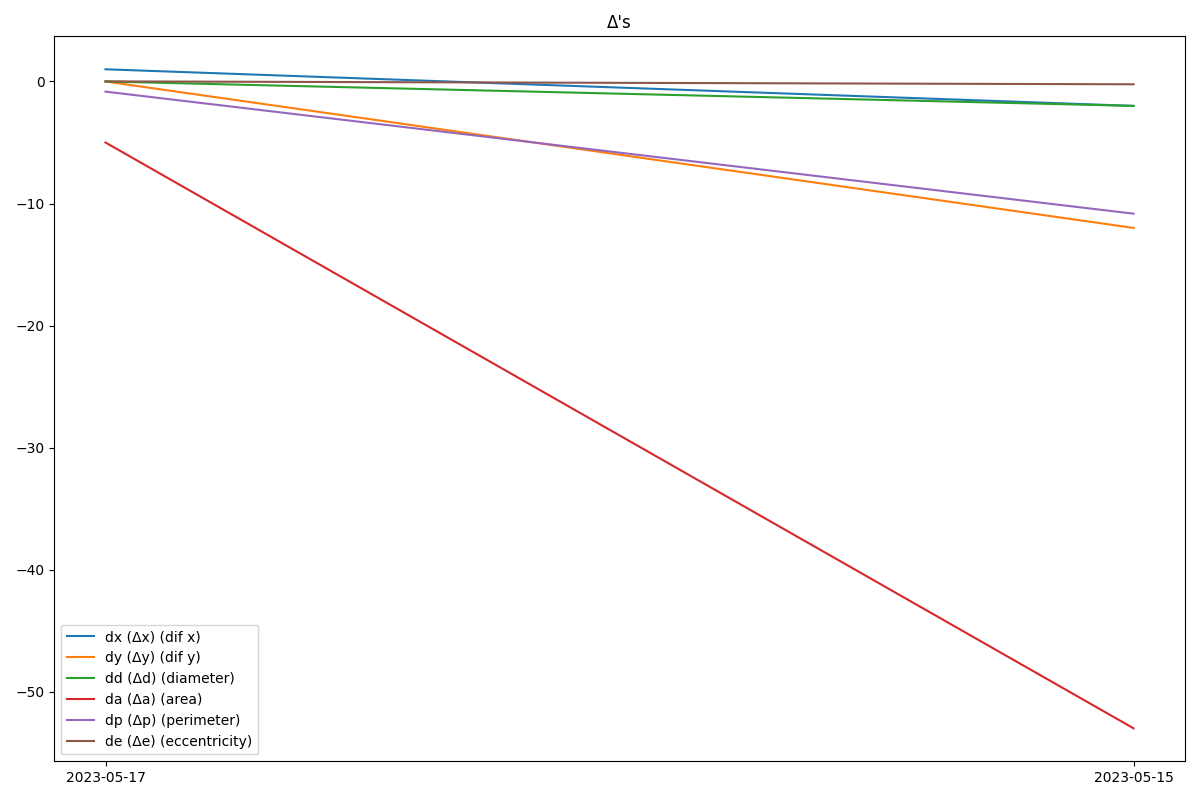 Δ's
0
−10
−20
−30
−40
−50
dx (Δx) (dif x)
dy (Δy) (dif y)
dd (Δd) (diameter)
da (Δa) (area)
dp (Δp) (perimeter)
de (Δe) (eccentricity)
2023-05-17 2023-05-15